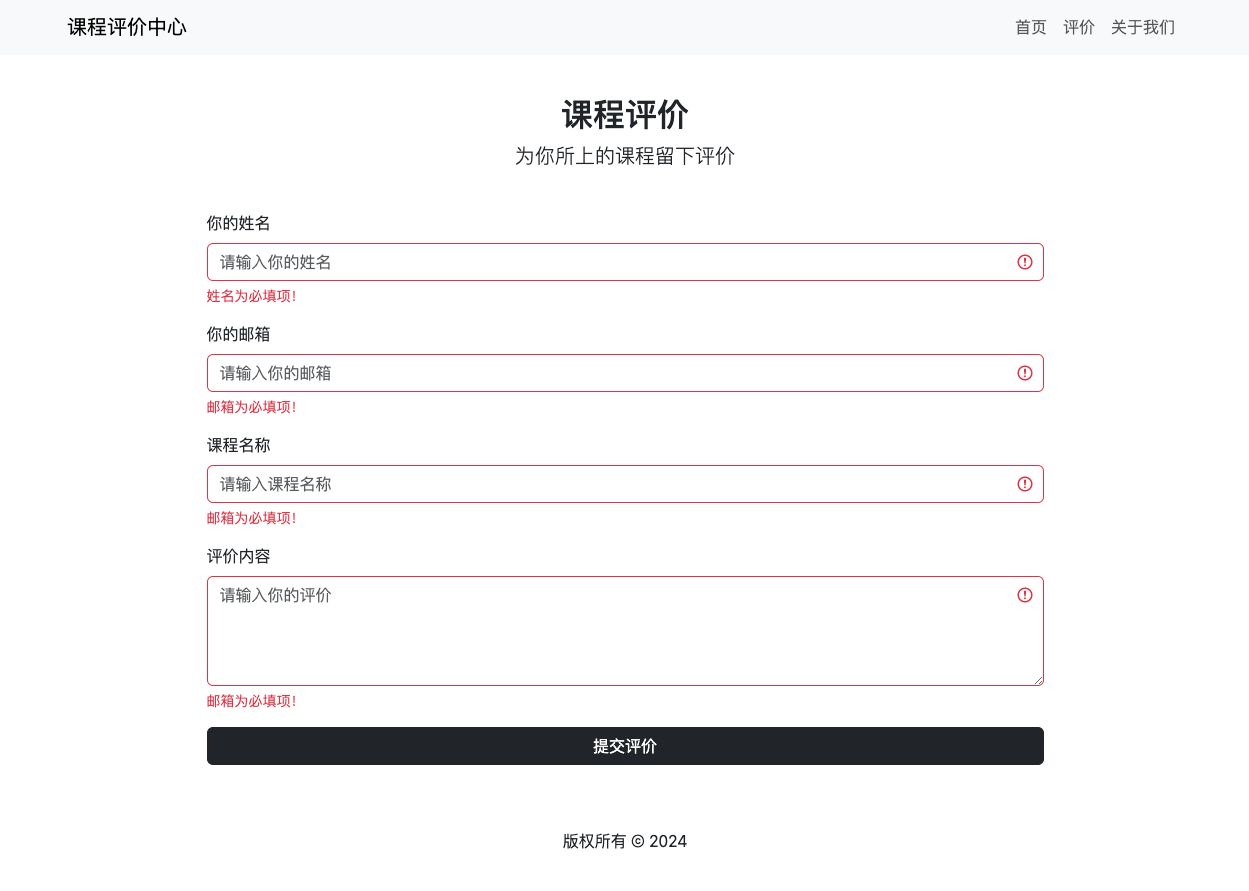 课程评价中心
首页 评价 关于我们
课程评价
为你所上的课程留下评价
你的姓名
请输入你的姓名
姓名为必填项！
你的邮箱
请输入你的邮箱
邮箱为必填项！
课程名称
请输入课程名称
邮箱为必填项！
评价内容
请输入你的评价
邮箱为必填项！
提交评价
版权所有 © 2024